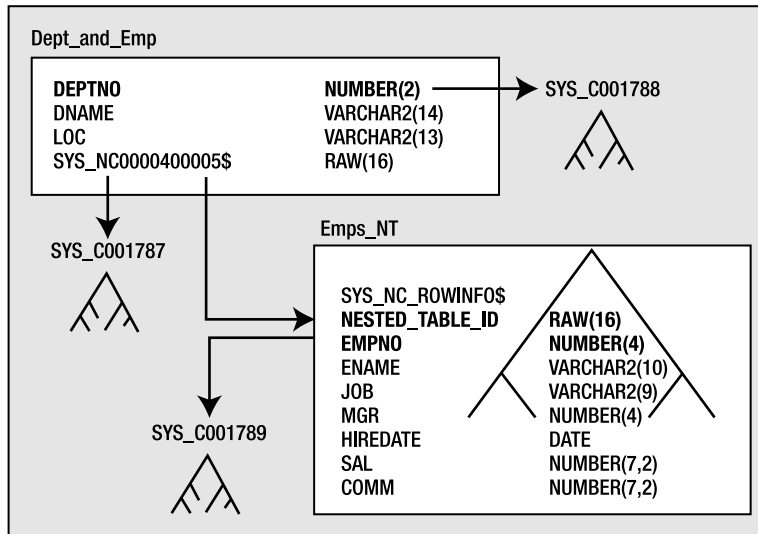 Dept_and_Emp
DEPTNO NUMBER(2)
DNAME VARCHAR2(14)
LOC VARCHAR2(13)
SYS_NC0000400005$ RAW(16)
SYS_C001788
SYS_C001787
Emps_NT
SYS_NC_ROWINFO$
NESTED_TABLE_ID RAW(16)
EMPNO NUMBER(4)
ENAME VARCHAR2(10)
JOB VARCHAR2(9)
MGR NUMBER(4)
HIREDATE DATE
SAL NUMBER(7,2)
COMM NUMBER(7,2)
SYS_C001789